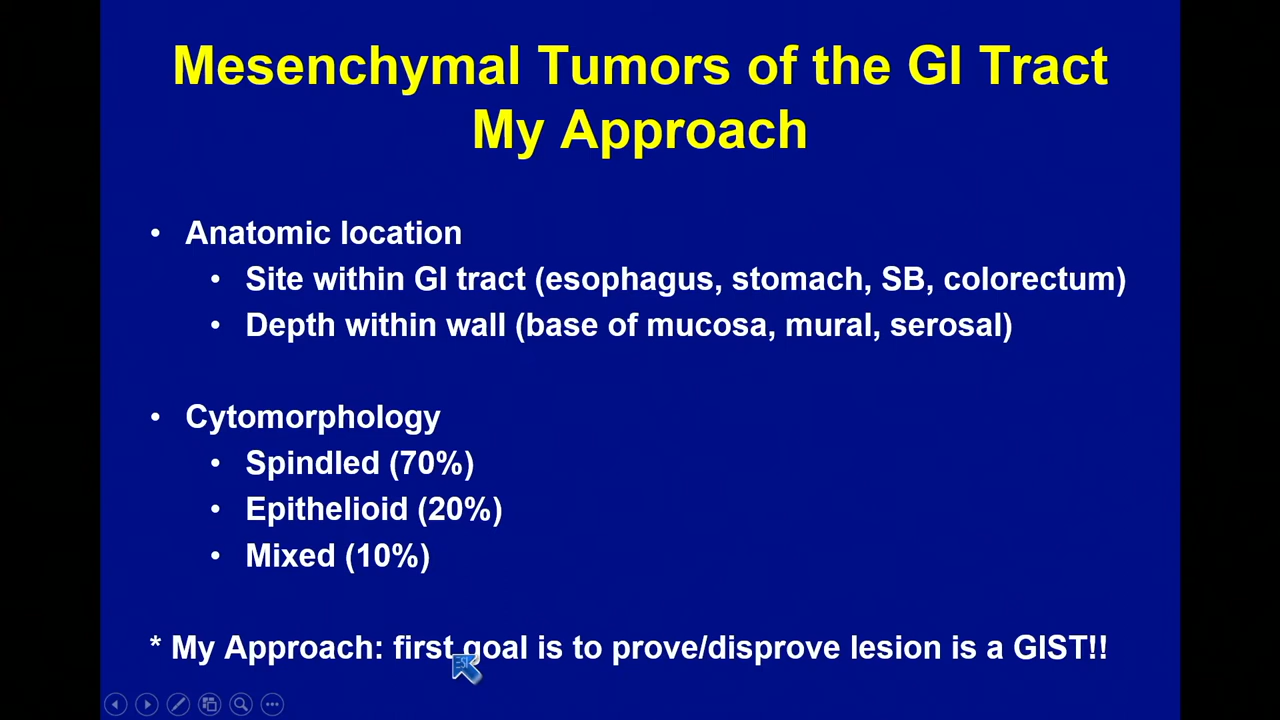 Mesenchymal Tumors of the GI Tract
My Approach
• Anatomic location
• Site within GI tract (esophagus, stomach, SB, colorectum)
• Depth within wall (base of mucosa, mural, serosal)
• Cytomorphology
• Spindled (70%)
• Epithelioid (20%)
• Mixed (10%)
* My Approach: first goal is to prove/disprove lesion is a GIST!!